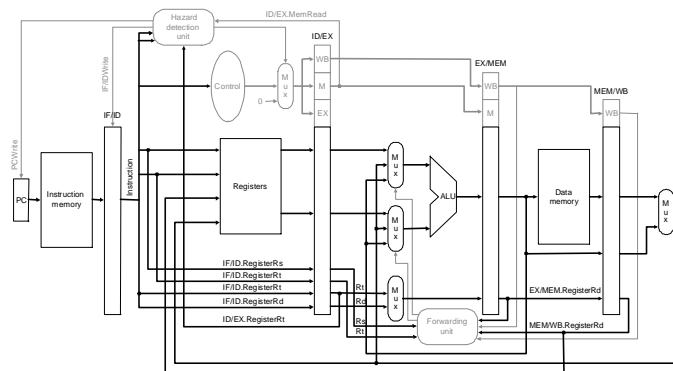 Hazard
detection
unit
ID/EX.MemRead
ID/EX
EX/MEM
MEM/WB
IF/IDWrite
PCWrite
IF/ID
Control
0
M
u
x
WB
M
EX
WB
M
WB
PC
Instruction
memory
Instruction
Registers
M
u
x
M
u
x
ALU
Data
memory
M
u
x
IF/ID.RegisterRs
IF/ID.RegisterRt
IF/ID.RegisterRt
IF/ID.RegisterRd
ID/EX.RegisterRt
Rt
Rd
Rs
Rt
M
u
x
EX/MEM.RegisterRd
Forwarding
unit
MEM/WB.RegisterRd